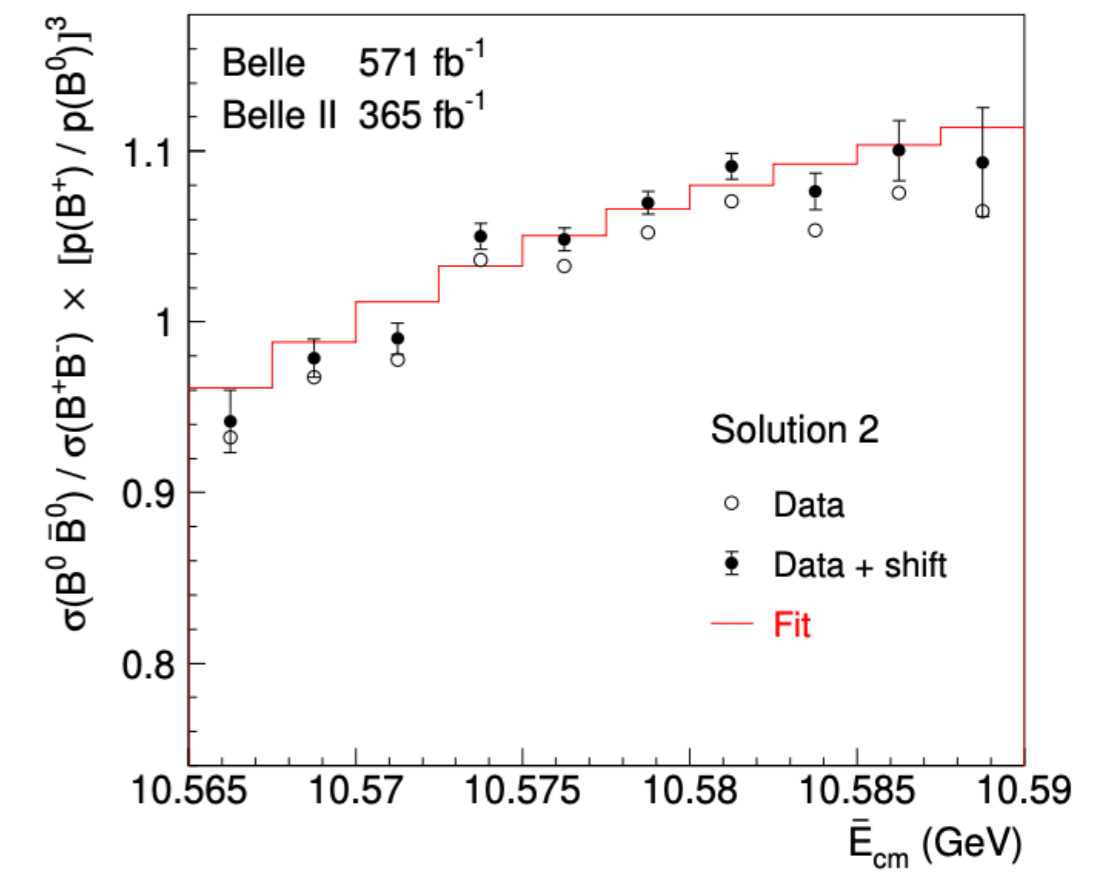 σ(B⁰ B̄⁰) / σ(B⁺B⁻) × [p(B⁺) / p(B⁰)]³
Belle 571 fb⁻¹
Belle II 365 fb⁻¹
1.1
1
0.9
0.8
Solution 2
Data
Data + shift
Fit
10.565 10.57 10.575 10.58 10.585 10.59
Ē_cm (GeV)